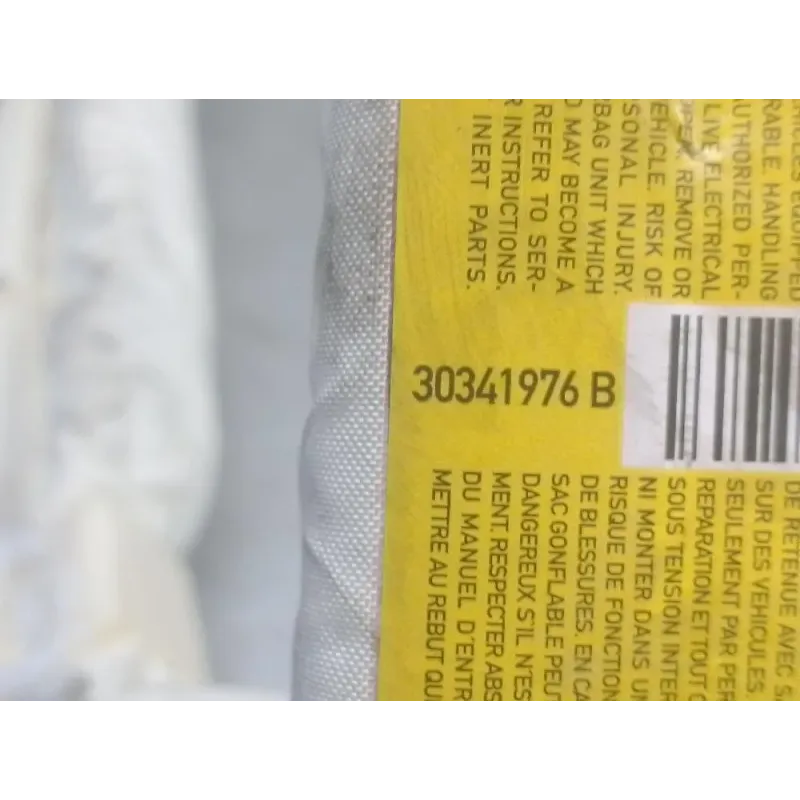 EQUIPPED
RABLE. HANDLING
AUTHORIZED PER-
LIVE ELECTRICAL
REMOVE OR
EHICLE. RISK OF
SONAL INJURY.
BAG UNIT WHICH
MAY BECOME A
REFER TO SER-
R INSTRUCTIONS.
INERT PARTS.
30341976 B
DE RETENUE AVEC
SUR DES VEHICULES.
SEULEMENT PAR PER
REPARATION ET TOUT
SOUS TENSION INTER
NI MONTER DANS UN
RISQUE DE FONCTION
DE BLESSURES. EN CA
SAC GONFLABLE PEUT
DANGEREUX S'IL N'ES
MENT. RESPECTER ABS
DU MANUEL D'ENTR
METTRE AU REBUT QU